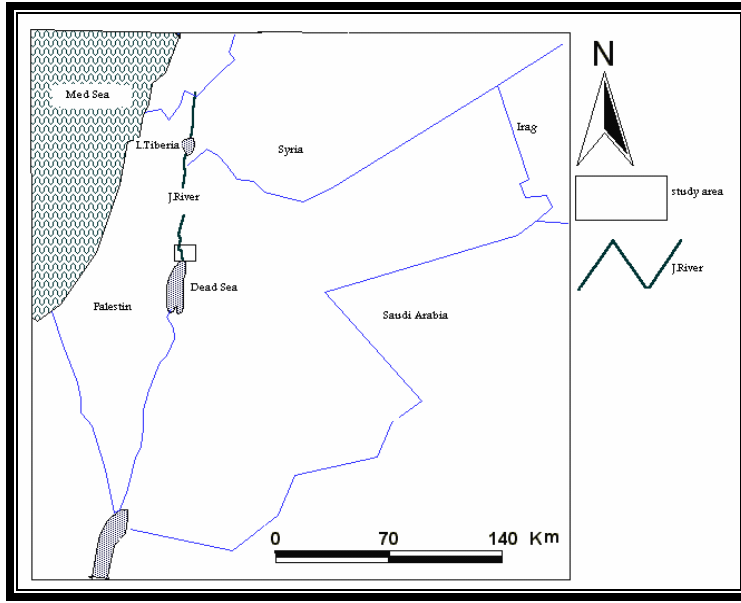 Med Sea
L.Tiberia
Syria
Iraq
J.River
Dead Sea
Palestin
Saudi Arabia
0 70 140 Km
N
study area
J.River